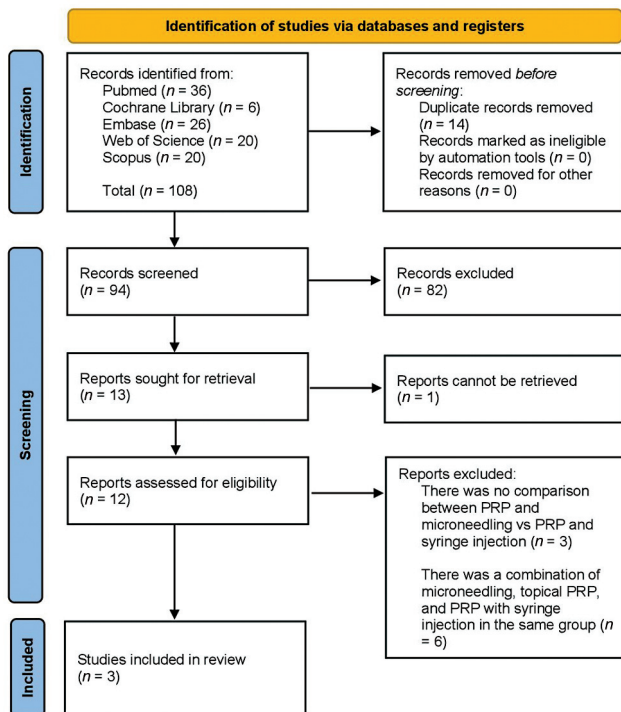 Identification of studies via databases and registers
Identification
Records identified from:
Pubmed (n = 36)
Cochrane Library (n = 6)
Embase (n = 26)
Web of Science (n = 20)
Scopus (n = 20)
Total (n = 108)
Records removed before
screening:
Duplicate records removed
(n = 14)
Records marked as ineligible
by automation tools (n = 0)
Records removed for other
reasons (n = 0)
Screening
Records screened
(n = 94)
Records excluded
(n = 82)
Reports sought for retrieval
(n = 13)
Reports cannot be retrieved
(n = 1)
Reports assessed for eligibility
(n = 12)
Reports excluded:
There was no comparison
between PRP and
microneedling vs PRP and
syringe injection (n = 3)
There was a combination of
microneedling, topical PRP,
and PRP with syringe
injection in the same group (n
= 6)
Included
Studies included in review
(n = 3)